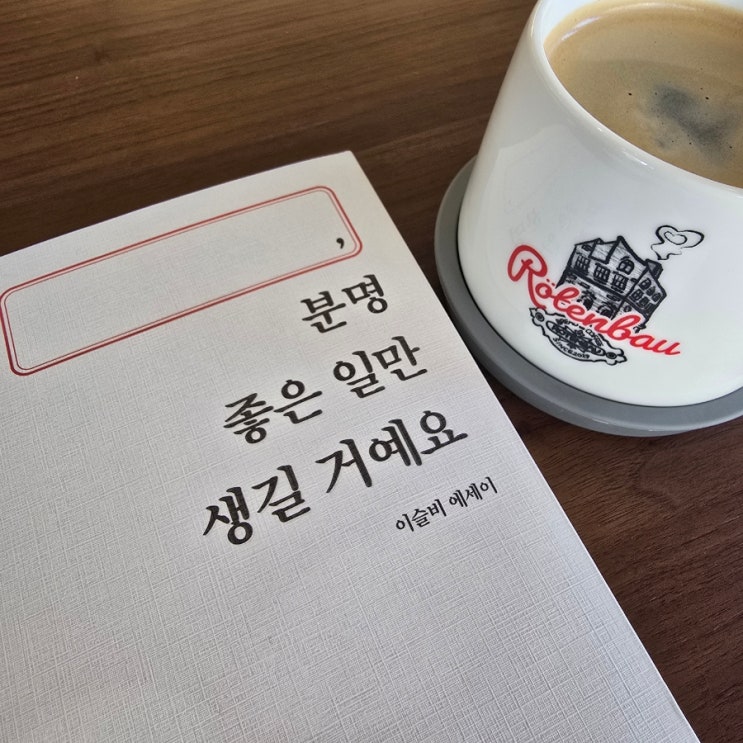 ,
분명
좋은 일만
생길 거예요
이슬비 에세이
Rötenbau